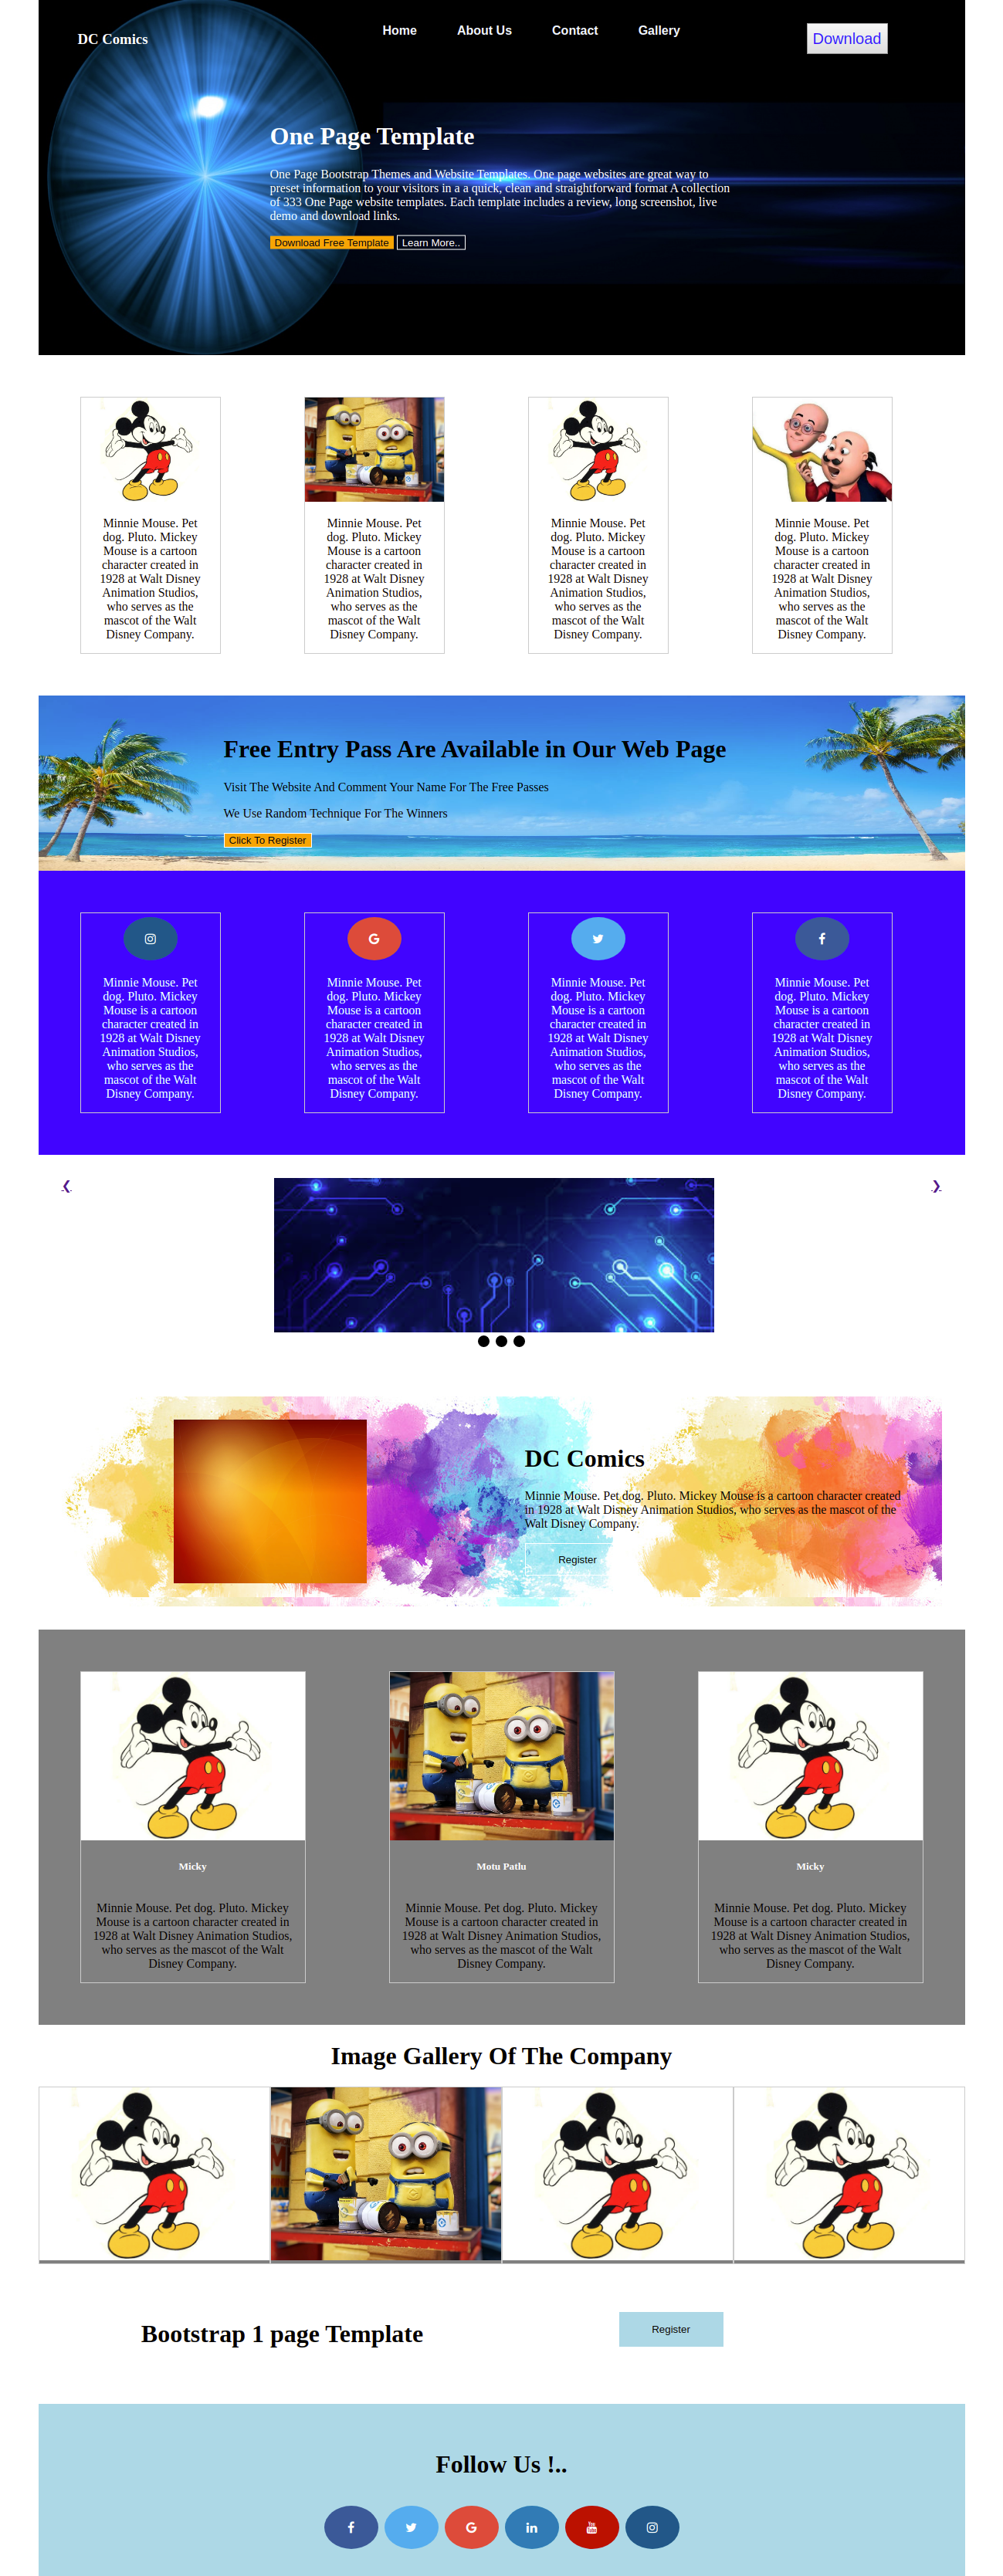 DC Comics
Home About Us Contact Gallery
Download
One Page Template
One Page Bootstrap Themes and Website Templates. One page websites are great way to
preset information to your visitors in a a quick, clean and straightforward format A collection
of 333 One Page website templates. Each template includes a review, long screenshot, live
demo and download links.
Download Free Template Learn More..
Minnie Mouse. Pet
dog. Pluto. Mickey
Mouse is a cartoon
character created in
1928 at Walt Disney
Animation Studios,
who serves as the
mascot of the Walt
Disney Company.
Minnie Mouse. Pet
dog. Pluto. Mickey
Mouse is a cartoon
character created in
1928 at Walt Disney
Animation Studios,
who serves as the
mascot of the Walt
Disney Company.
Minnie Mouse. Pet
dog. Pluto. Mickey
Mouse is a cartoon
character created in
1928 at Walt Disney
Animation Studios,
who serves as the
mascot of the Walt
Disney Company.
Minnie Mouse. Pet
dog. Pluto. Mickey
Mouse is a cartoon
character created in
1928 at Walt Disney
Animation Studios,
who serves as the
mascot of the Walt
Disney Company.
Free Entry Pass Are Available in Our Web Page
Visit The Website And Comment Your Name For The Free Passes
We Use Random Technique For The Winners
Click To Register
Minnie Mouse. Pet
dog. Pluto. Mickey
Mouse is a cartoon
character created in
1928 at Walt Disney
Animation Studios,
who serves as the
mascot of the Walt
Disney Company.
Minnie Mouse. Pet
dog. Pluto. Mickey
Mouse is a cartoon
character created in
1928 at Walt Disney
Animation Studios,
who serves as the
mascot of the Walt
Disney Company.
Minnie Mouse. Pet
dog. Pluto. Mickey
Mouse is a cartoon
character created in
1928 at Walt Disney
Animation Studios,
who serves as the
mascot of the Walt
Disney Company.
Minnie Mouse. Pet
dog. Pluto. Mickey
Mouse is a cartoon
character created in
1928 at Walt Disney
Animation Studios,
who serves as the
mascot of the Walt
Disney Company.
❮ ❯
DC Comics
Minnie Mouse. Pet dog. Pluto. Mickey Mouse is a cartoon character created
in 1928 at Walt Disney Animation Studios, who serves as the mascot of the
Walt Disney Company.
Register
Micky
Minnie Mouse. Pet dog. Pluto. Mickey
Mouse is a cartoon character created in
1928 at Walt Disney Animation Studios,
who serves as the mascot of the Walt
Disney Company.
Motu Patlu
Minnie Mouse. Pet dog. Pluto. Mickey
Mouse is a cartoon character created in
1928 at Walt Disney Animation Studios,
who serves as the mascot of the Walt
Disney Company.
Micky
Minnie Mouse. Pet dog. Pluto. Mickey
Mouse is a cartoon character created in
1928 at Walt Disney Animation Studios,
who serves as the mascot of the Walt
Disney Company.
Image Gallery Of The Company
Bootstrap 1 page Template
Register
Follow Us !..